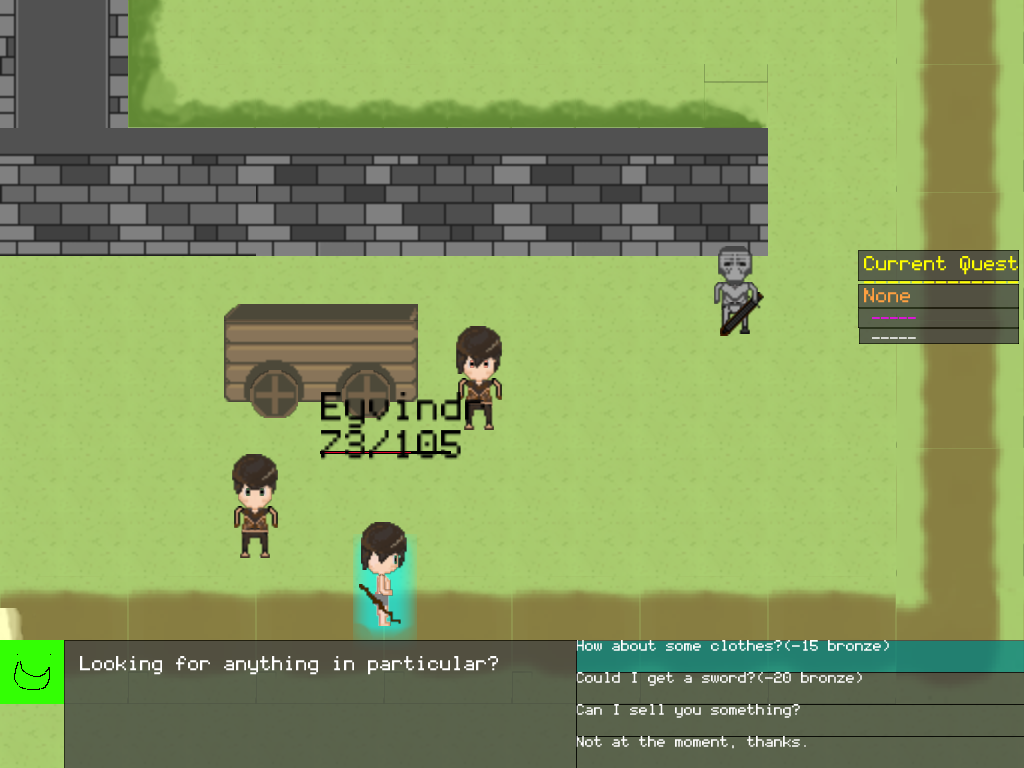 Current Quest
None
-----
-----
Eyvindr
73/105
Looking for anything in particular?
How about some clothes?(-15 bronze)
Could I get a sword?(-20 bronze)
Can I sell you something?
Not at the moment, thanks.